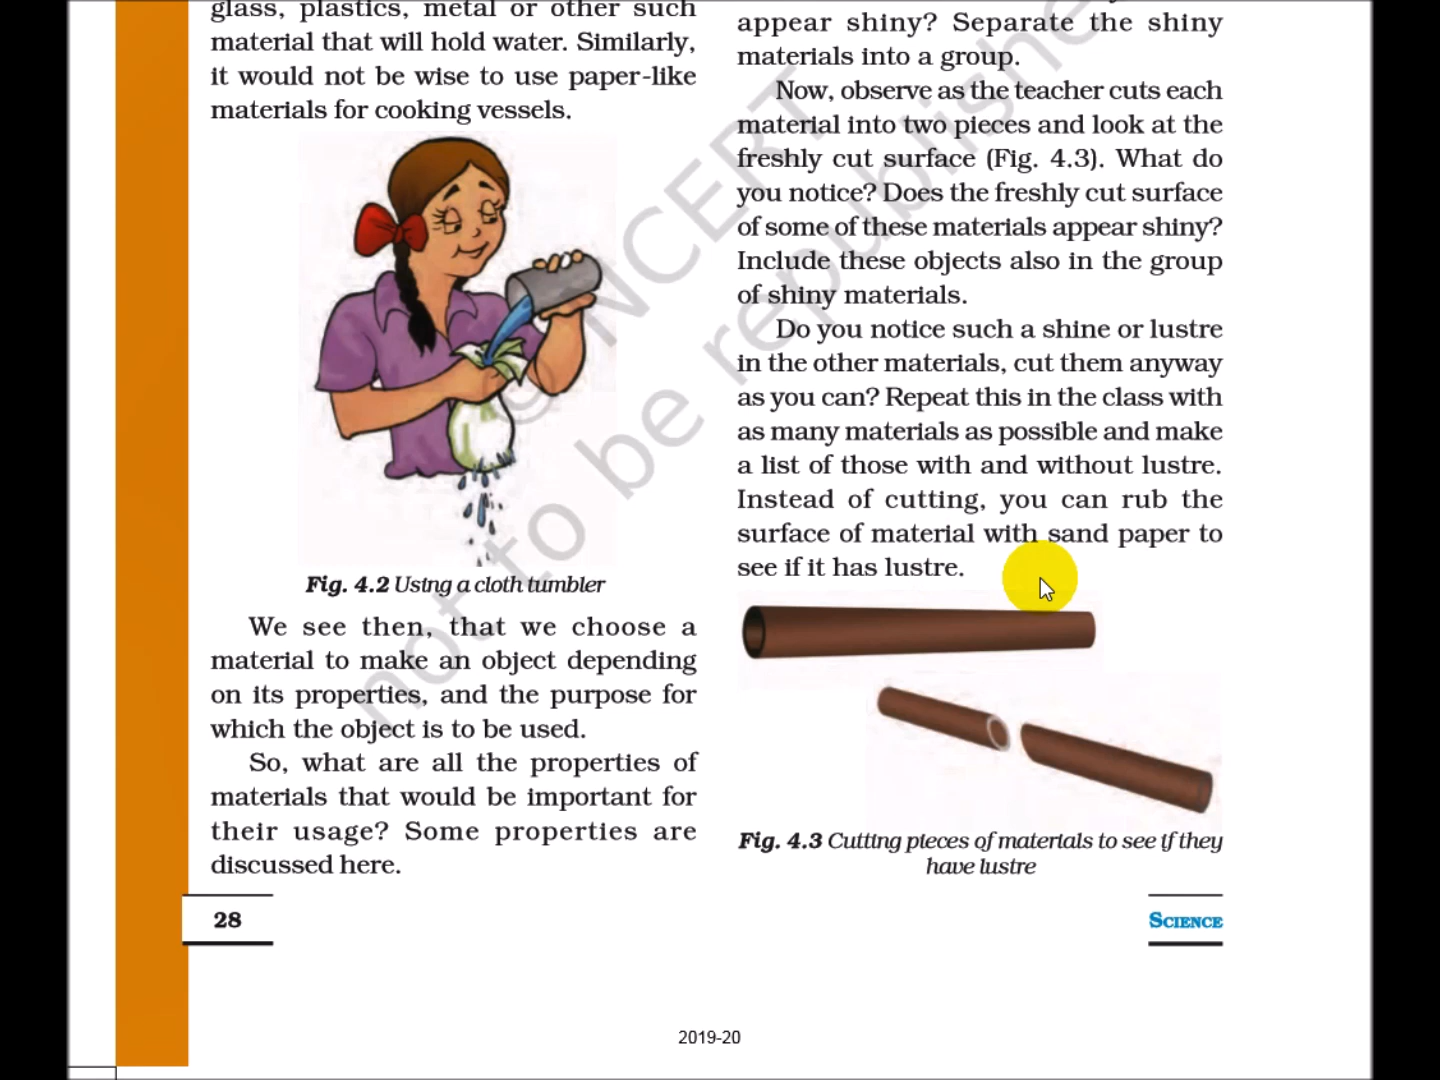 glass, plastics, metal or other such
material that will hold water. Similarly,
it would not be wise to use paper-like
materials for cooking vessels.
Fig. 4.2 Using a cloth tumbler
We see then, that we choose a
material to make an object depending
on its properties, and the purpose for
which the object is to be used.
So, what are all the properties of
materials that would be important for
their usage? Some properties are
discussed here.
28
appear shiny? Separate the shiny
materials into a group.
Now, observe as the teacher cuts each
material into two pieces and look at the
freshly cut surface (Fig. 4.3). What do
you notice? Does the freshly cut surface
of some of these materials appear shiny?
Include these objects also in the group
of shiny materials.
Do you notice such a shine or lustre
in the other materials, cut them anyway
as you can? Repeat this in the class with
as many materials as possible and make
a list of those with and without lustre.
Instead of cutting, you can rub the
surface of material with sand paper to
see if it has lustre.
Fig. 4.3 Cutting pieces of materials to see if they
have lustre
SCIENCE
2019-20
© NCERT
not to be republishe